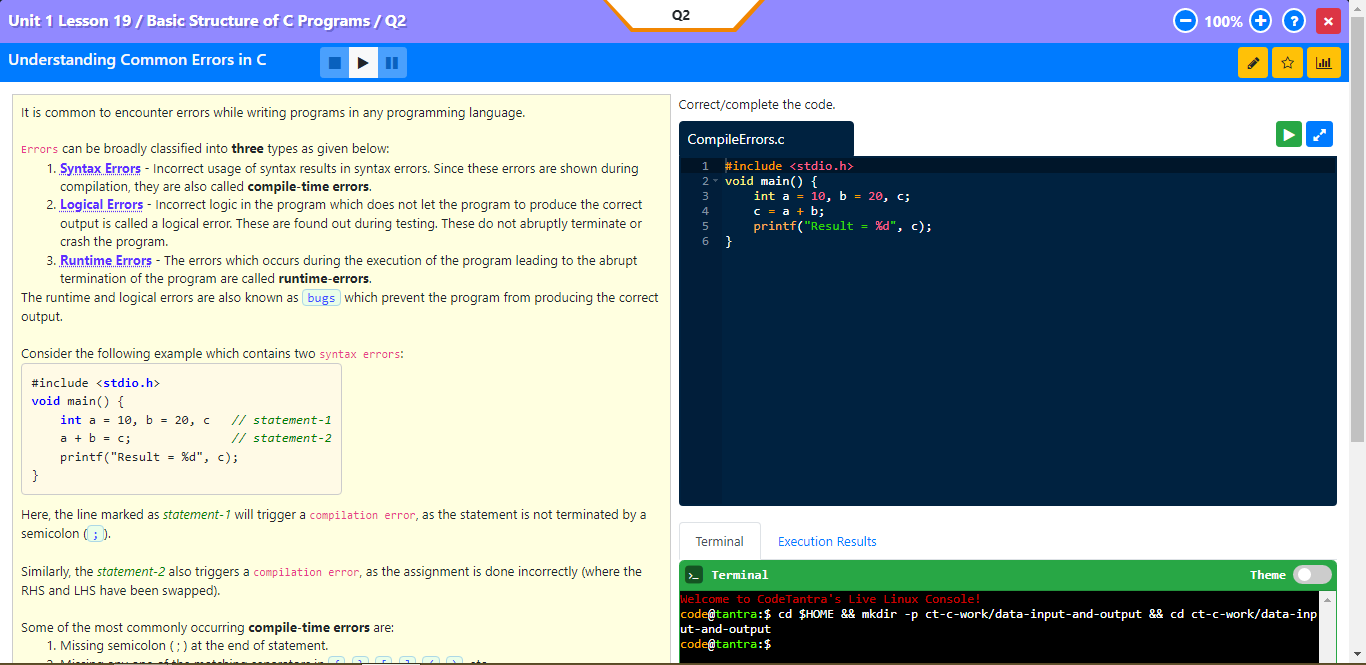 Unit 1 Lesson 19 / Basic Structure of C Programs / Q2
Q2
100%
Understanding Common Errors in C
It is common to encounter errors while writing programs in any programming language.
Errors can be broadly classified into three types as given below:
1. Syntax Errors - Incorrect usage of syntax results in syntax errors. Since these errors are shown during
compilation, they are also called compile-time errors.
2. Logical Errors - Incorrect logic in the program which does not let the program to produce the correct
output is called a logical error. These are found out during testing. These do not abruptly terminate or
crash the program.
3. Runtime Errors - The errors which occurs during the execution of the program leading to the abrupt
termination of the program are called runtime-errors.
The runtime and logical errors are also known as bugs which prevent the program from producing the correct
output.
Consider the following example which contains two syntax errors:
#include <stdio.h>
void main() {
    int a = 10, b = 20, c   // statement-1
    a + b = c;              // statement-2
    printf("Result = %d", c);
}
Here, the line marked as statement-1 will trigger a compilation error, as the statement is not terminated by a
semicolon ( ; ).
Similarly, the statement-2 also triggers a compilation error, as the assignment is done incorrectly (where the
RHS and LHS have been swapped).
Some of the most commonly occurring compile-time errors are:
1. Missing semicolon ( ; ) at the end of statement.
2. Missing any one of the matching separators in { , } , [ , ] , ( , ) , etc.
Correct/complete the code.
CompileErrors.c
1 #include <stdio.h>
2 void main() {
3     int a = 10, b = 20, c;
4     c = a + b;
5     printf("Result = %d", c);
6 }
Terminal
Execution Results
>_ Terminal
Theme
Welcome to CodeTantra's Live Linux Console!
code@tantra:$ cd $HOME && mkdir -p ct-c-work/data-input-and-output && cd ct-c-work/data-inp
ut-and-output
code@tantra:$